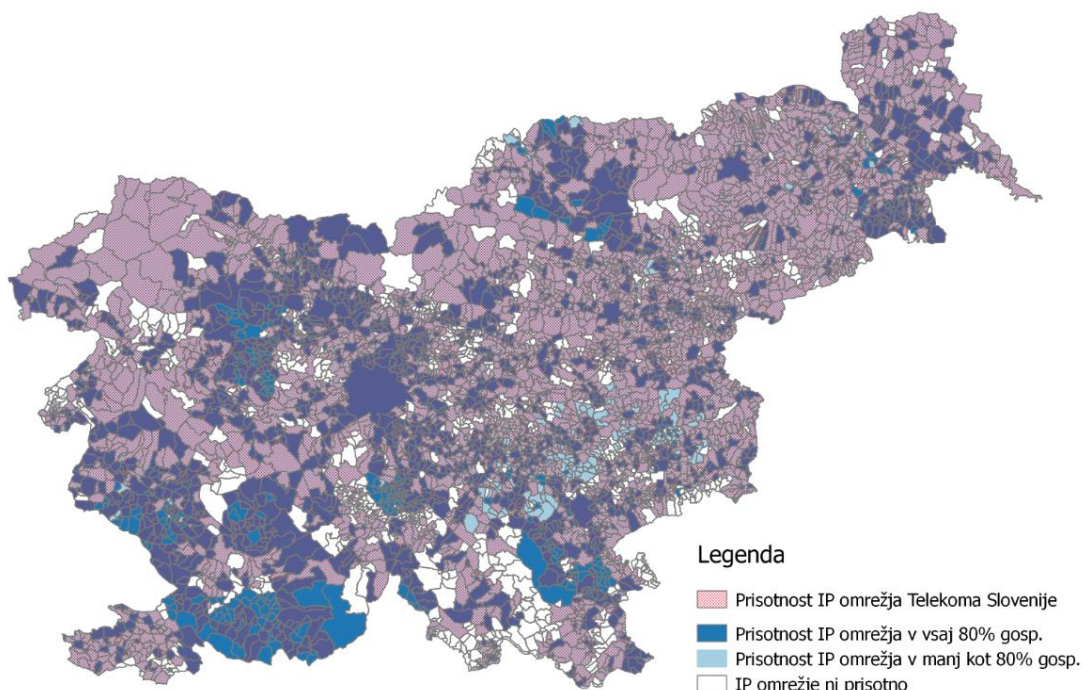 Legenda
Prisotnost IP omrežja Telekoma Slovenije
Prisotnost IP omrežja v vsaj 80% gosp.
Prisotnost IP omrežja v manj kot 80% gosp.
IP omrežje ni prisotno